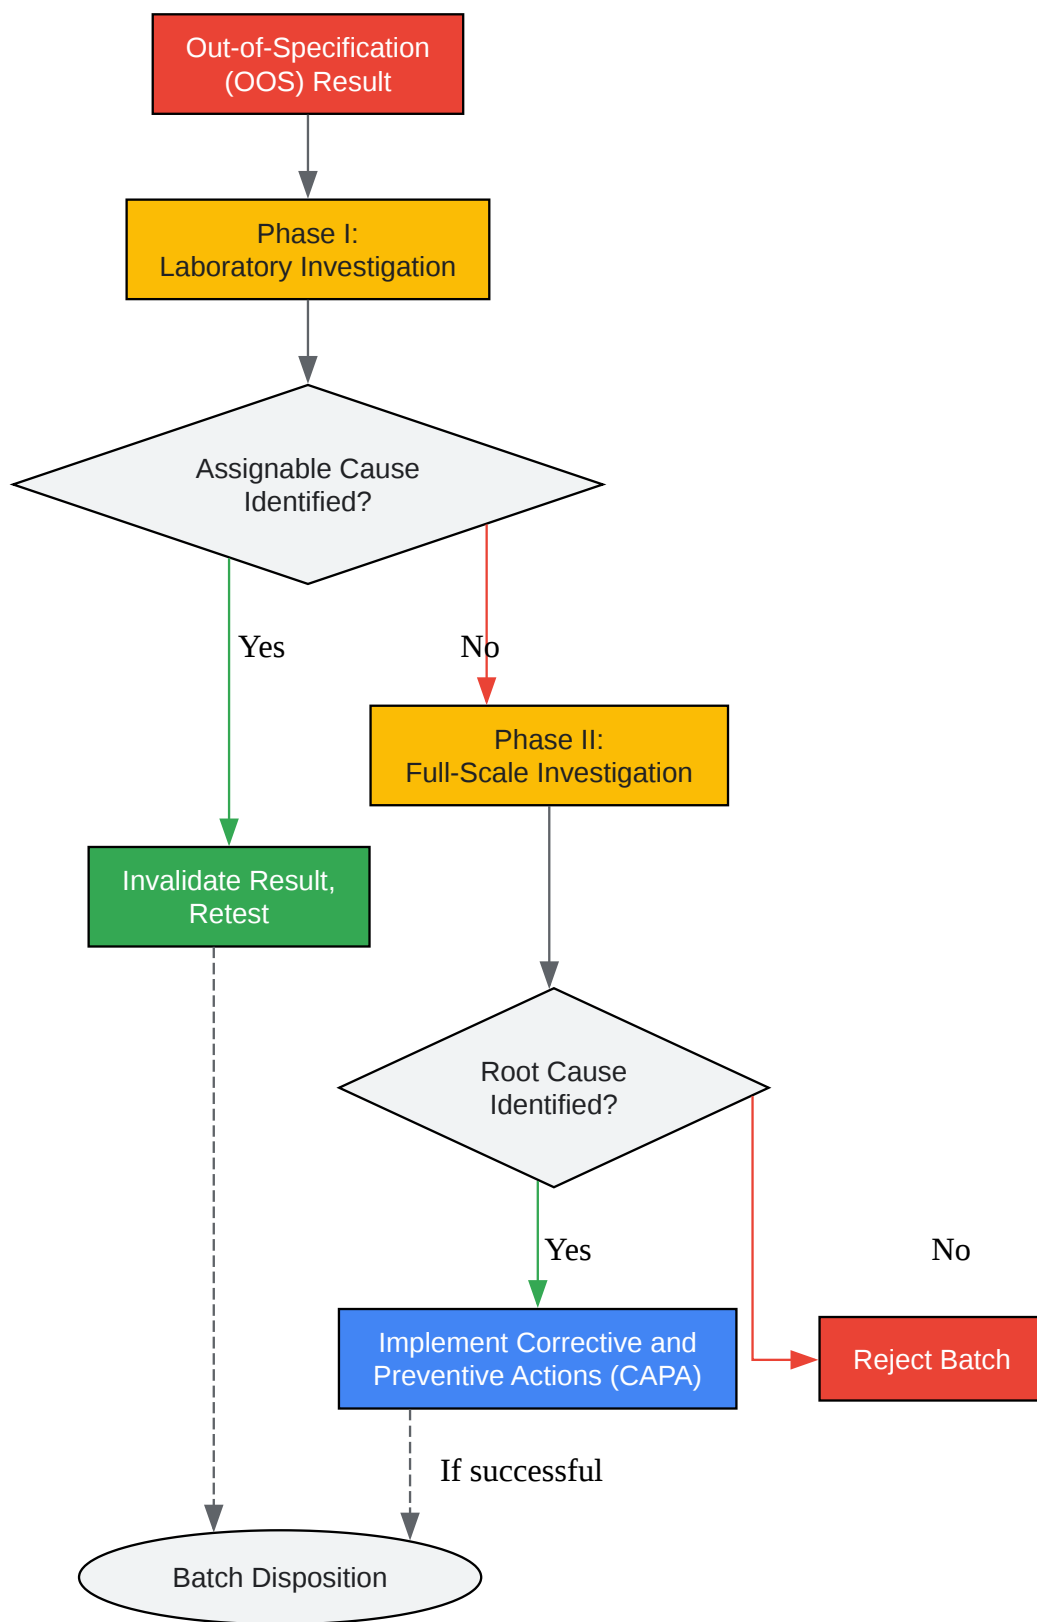 Out-of-Specification
(OOS) Result
Phase I:
Laboratory Investigation
Assignable Cause
Identified?
Yes
No
Phase II:
Full-Scale Investigation
Invalidate Result,
Retest
Root Cause
Identified?
Yes
No
Implement Corrective and
Preventive Actions (CAPA)
Reject Batch
If successful
Batch Disposition